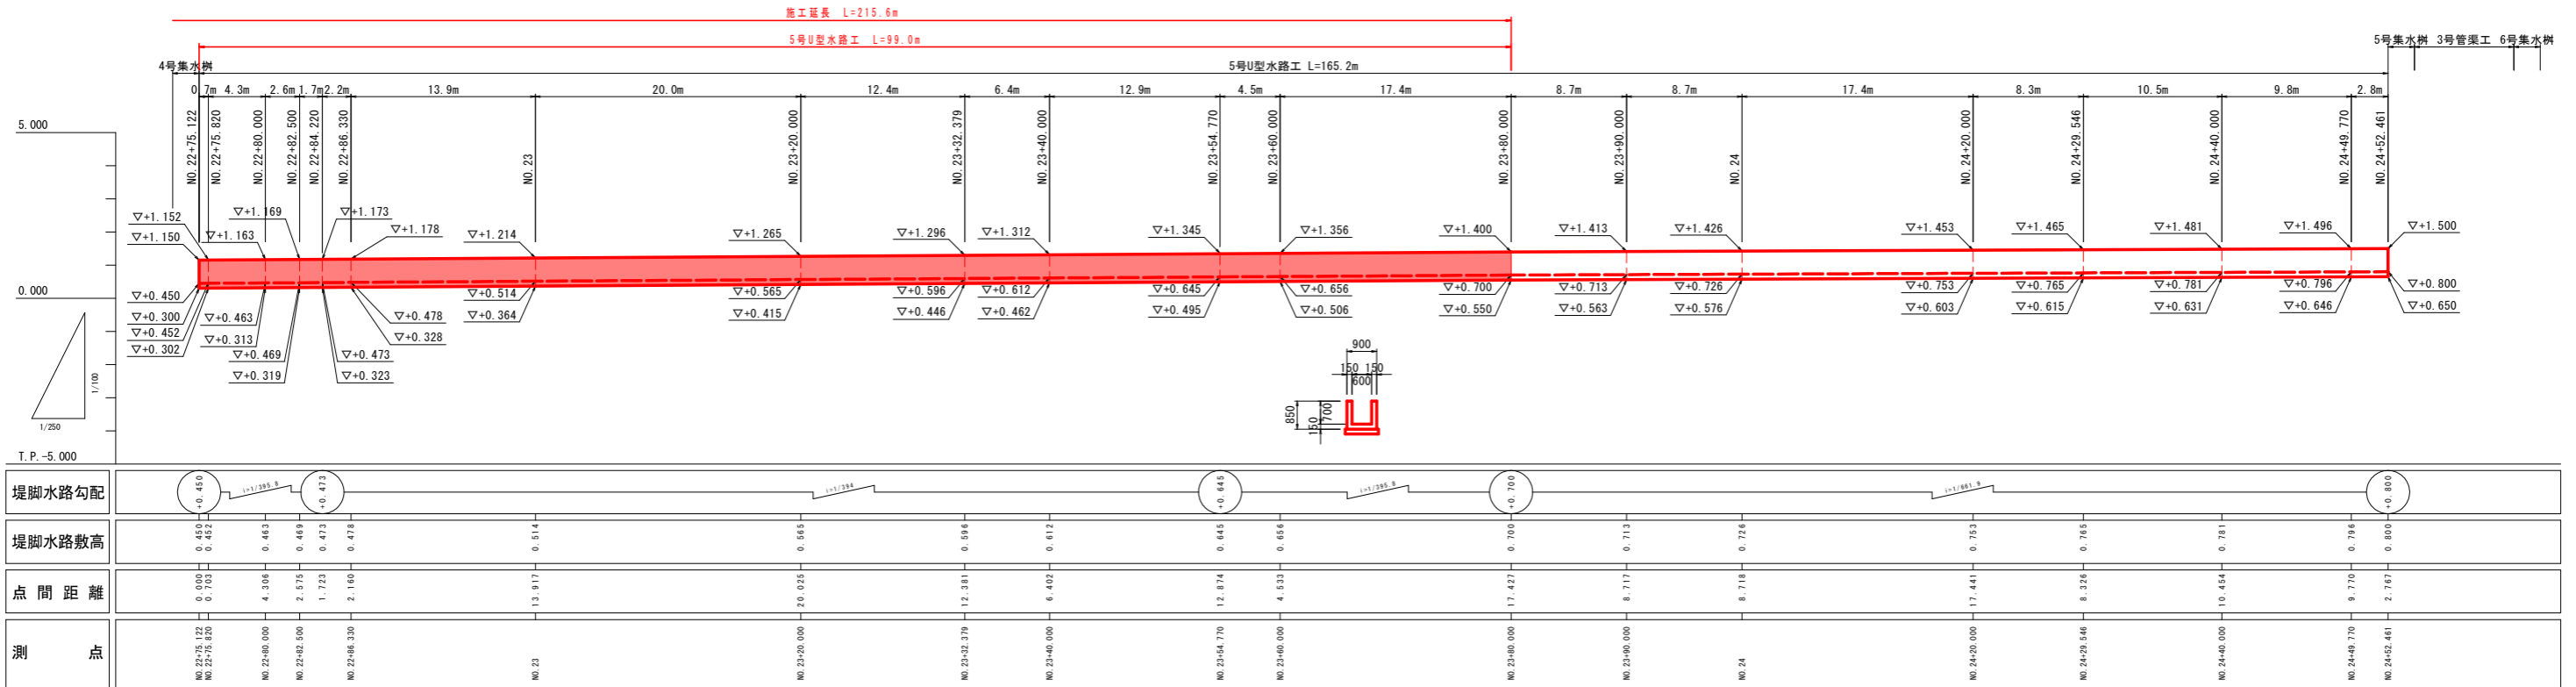 施工延長 L=215.6m
5号U型水路工 L=99.0m
4号集水桝
5号U型水路工 L=165.2m
5号集水桝 3号管渠工 6号集水桝
0.7m 4.3m 2.6m 1.7m 2.2m 13.9m 20.0m 12.4m 6.4m 12.9m 4.5m 17.4m 8.7m 8.7m 17.4m 8.3m 10.5m 9.8m 2.8m
NO.22+75.122 NO.22+75.820 NO.22+80.000 NO.22+82.500 NO.22+84.220 NO.22+86.330 NO.23 NO.23+20.000 NO.23+32.379 NO.23+40.000 NO.23+54.770 NO.23+60.000 NO.23+80.000 NO.23+90.000 NO.24 NO.24+20.000 NO.24+29.546 NO.24+40.000 NO.24+49.770 NO.24+52.461
5.000
▽+1.152 ▽+1.169 ▽+1.173
▽+1.150 ▽+1.163 ▽+1.178 ▽+1.214 ▽+1.265 ▽+1.296 ▽+1.312 ▽+1.345 ▽+1.356 ▽+1.400 ▽+1.413 ▽+1.426 ▽+1.453 ▽+1.465 ▽+1.481 ▽+1.496 ▽+1.500
0.000
▽+0.450 ▽+0.514 ▽+0.565 ▽+0.596 ▽+0.612 ▽+0.645 ▽+0.656 ▽+0.700 ▽+0.713 ▽+0.726 ▽+0.753 ▽+0.765 ▽+0.781 ▽+0.796 ▽+0.800
▽+0.300 ▽+0.463 ▽+0.478 ▽+0.364 ▽+0.415 ▽+0.446 ▽+0.462 ▽+0.495 ▽+0.506 ▽+0.550 ▽+0.563 ▽+0.576 ▽+0.603 ▽+0.615 ▽+0.631 ▽+0.646 ▽+0.650
▽+0.452 ▽+0.313 ▽+0.328
▽+0.302 ▽+0.469 ▽+0.473
▽+0.319 ▽+0.323
1/100
1/250
900
150 150
600
850
700
150
T.P.-5.000
堤脚水路勾配
+0.450 i=1/395.8 +0.473 i=1/394 +0.645 i=1/395.8 +0.700 i=1/661.9 +0.800
堤脚水路敷高
0.450 0.452 0.463 0.469 0.473 0.478 0.514 0.565 0.596 0.612 0.645 0.656 0.700 0.713 0.726 0.753 0.765 0.781 0.796 0.800
点間距離
0.000 0.703 4.306 2.575 1.723 2.160 13.917 20.025 12.381 6.402 12.874 4.533 17.427 8.717 8.718 17.441 8.326 10.454 9.770 2.767
測点
NO.22+75.122 NO.22+75.820 NO.22+80.000 NO.22+82.500 NO.22+86.330 NO.23 NO.23+20.000 NO.23+32.379 NO.23+40.000 NO.23+54.770 NO.23+60.000 NO.23+80.000 NO.23+90.000 NO.24 NO.24+20.000 NO.24+29.546 NO.24+40.000 NO.24+49.770 NO.24+52.461